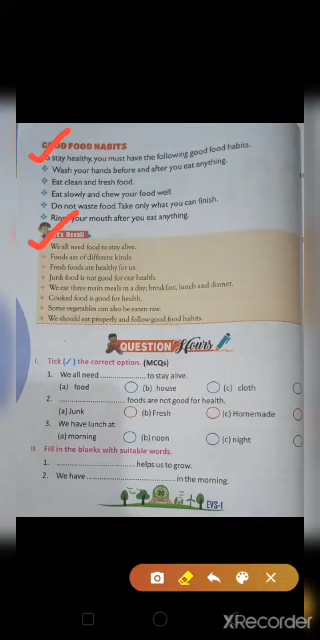 GOOD FOOD HABITS
To stay healthy, you must have the following good food habits.
❖ Wash your hands before and after you eat anything.
❖ Eat clean and fresh food.
❖ Eat slowly and chew your food well.
❖ Do not waste food. Take only what you can finish.
❖ Rinse your mouth after you eat anything.
Let's Recall
We all need food to stay alive.
Foods are of different kinds.
Fresh foods are healthy for us.
Junk food is not good for our health.
We eat three main meals in a day; breakfast, lunch and dinner.
Cooked food is good for health.
Some vegetables can also be eaten raw.
We should eat properly and follow good food habits.
QUESTION Hours
I. Tick (✓) the correct option. (MCQs)
1. We all need ................ to stay alive.
(a) food (b) house (c) cloth
2. ................ foods are not good for health.
(a) Junk (b) Fresh (c) Homemade
3. We have lunch at:
(a) morning (b) noon (c) night
II. Fill in the blanks with suitable words.
1. ................ helps us to grow.
2. We have ................ in the morning.
20
EVS-1
XRecorder